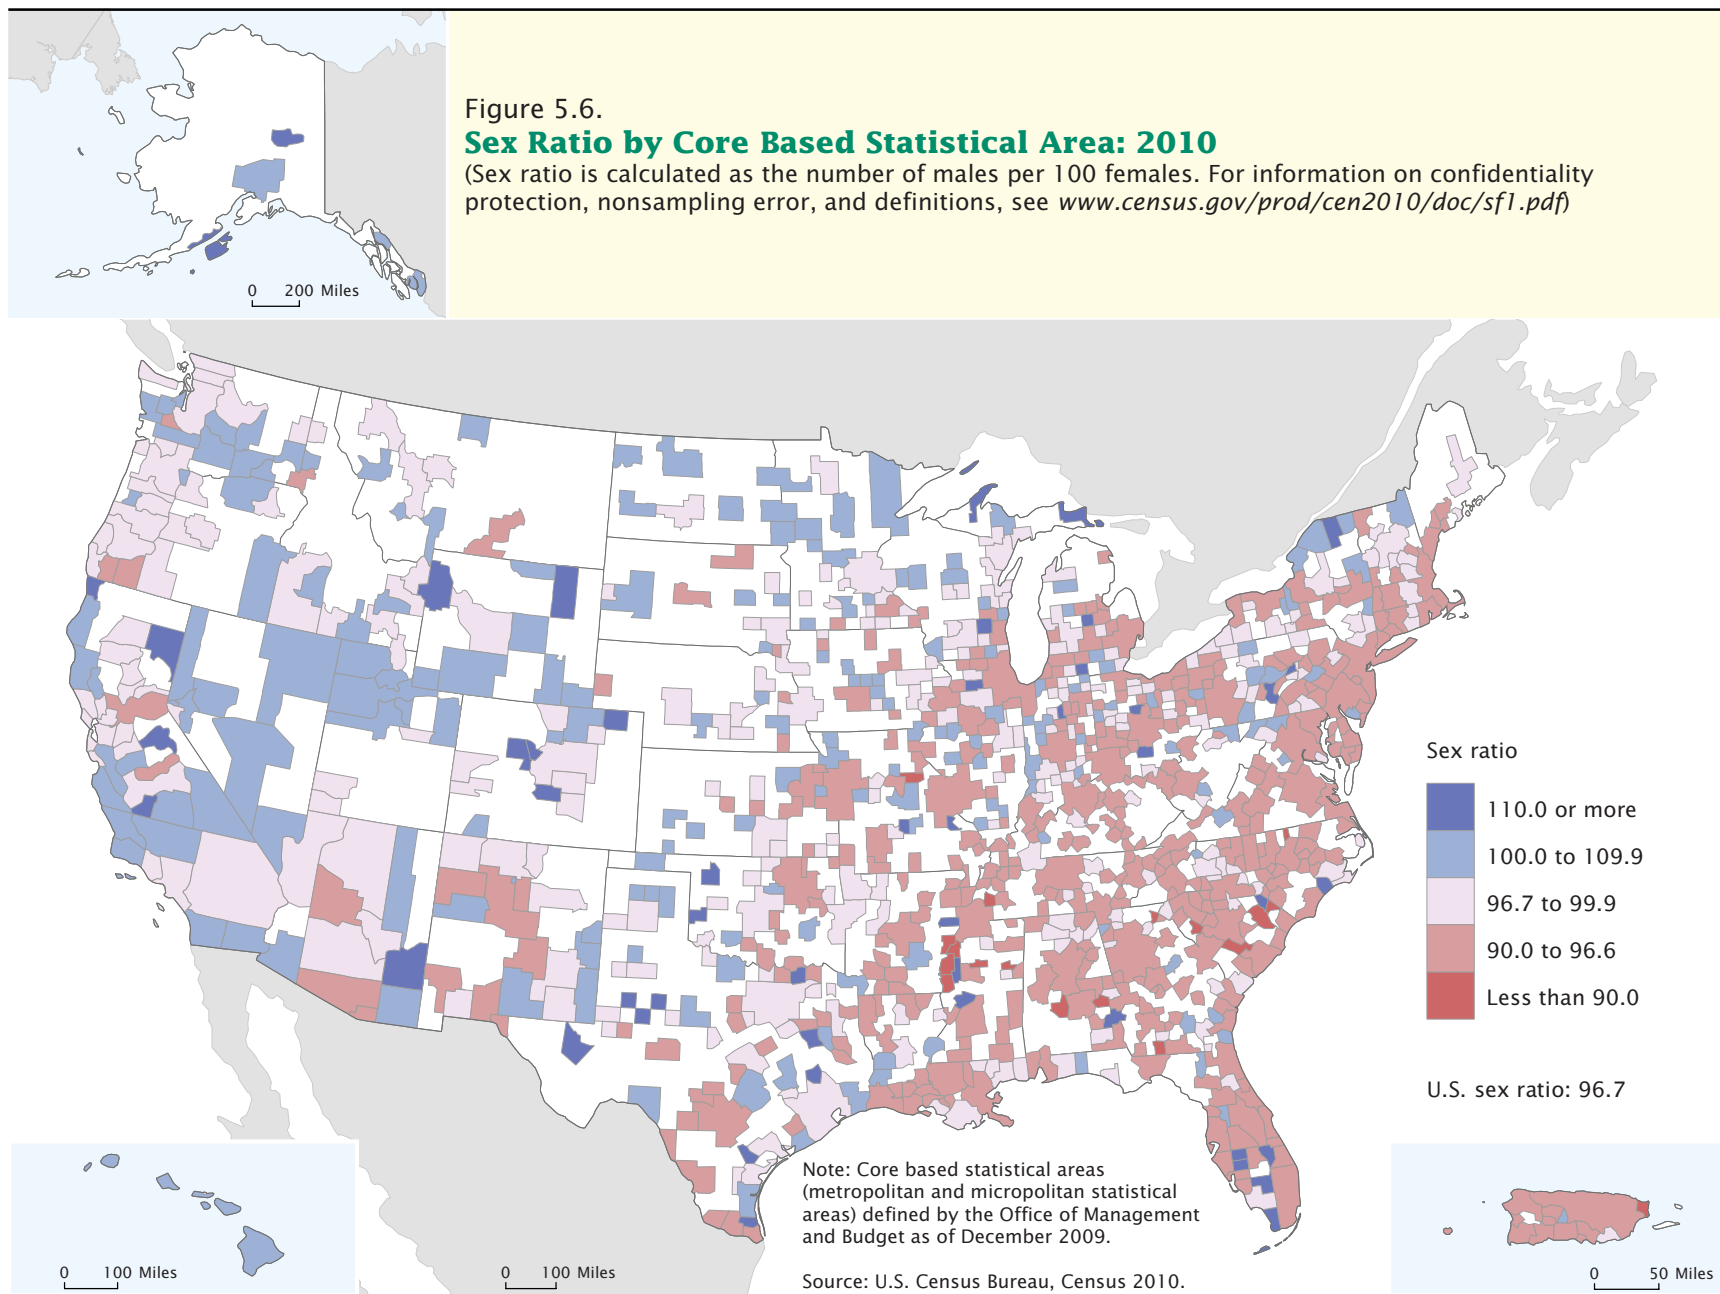 Figure 5.6.
Sex Ratio by Core Based Statistical Area: 2010
(Sex ratio is calculated as the number of males per 100 females. For information on confidentiality
protection, nonsampling error, and definitions, see www.census.gov/prod/cen2010/doc/sf1.pdf)
0 200 Miles
Sex ratio
110.0 or more
100.0 to 109.9
96.7 to 99.9
90.0 to 96.6
Less than 90.0
U.S. sex ratio: 96.7
Note: Core based statistical areas
(metropolitan and micropolitan statistical
areas) defined by the Office of Management
and Budget as of December 2009.
Source: U.S. Census Bureau, Census 2010.
0 100 Miles
0 100 Miles
0 50 Miles